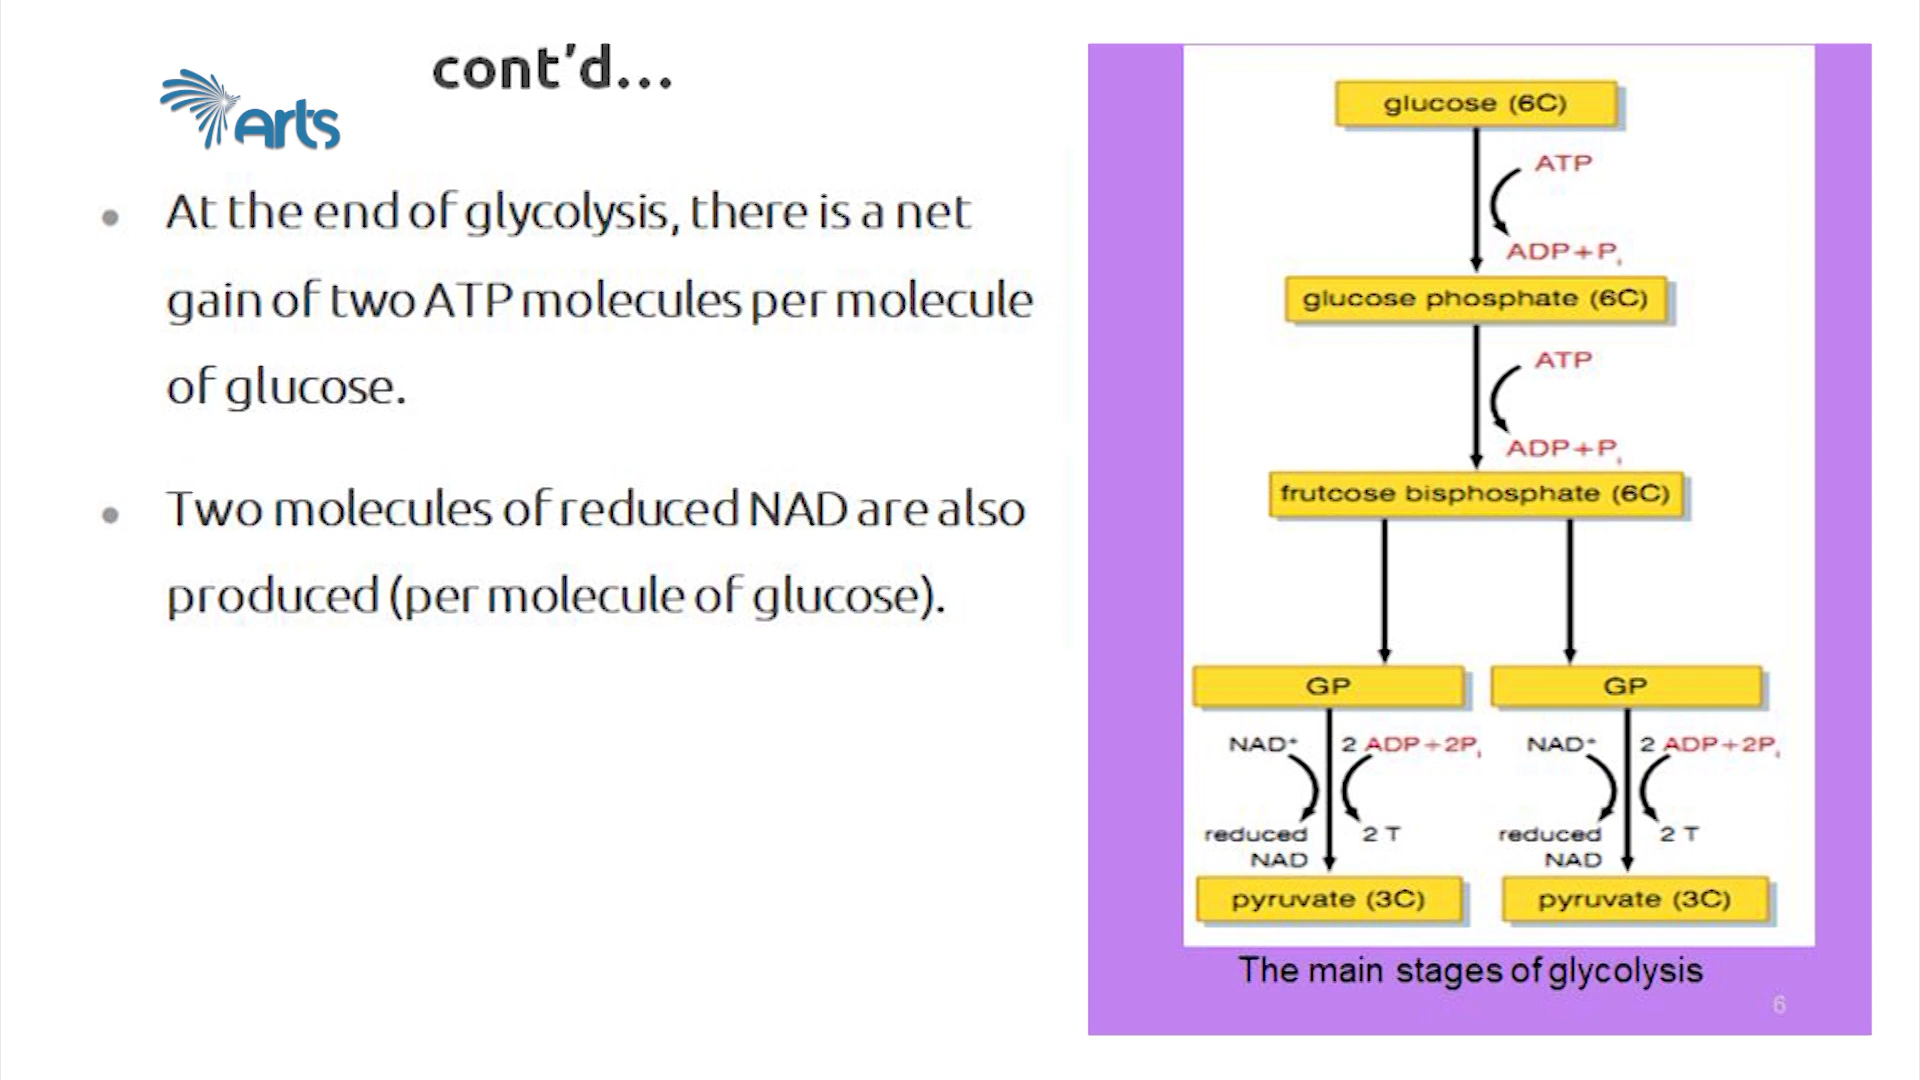 cont'd...
arts
• At the end of glycolysis, there is a net
gain of two ATP molecules per molecule
of glucose.
• Two molecules of reduced NAD are also
produced (per molecule of glucose).
glucose (6C)
ATP
ADP+Pi
glucose phosphate (6C)
ATP
ADP+Pi
frutcose bisphosphate (6C)
GP GP
NAD+ 2 ADP+2Pi NAD+ 2 ADP+2Pi
reduced 2 T reduced 2 T
NAD NAD
pyruvate (3C) pyruvate (3C)
The main stages of glycolysis
6